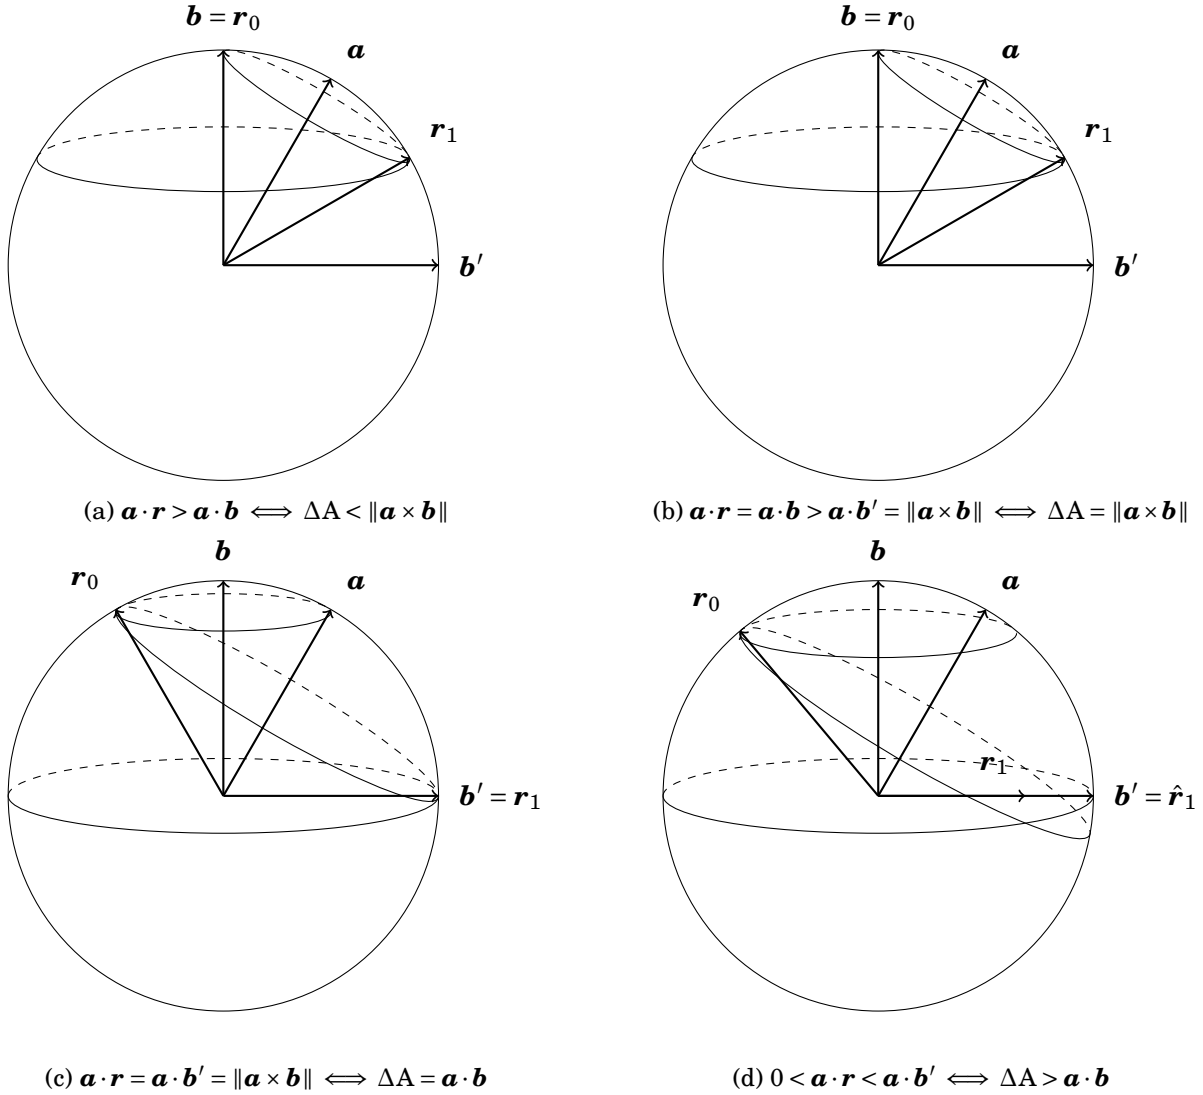 b = r₀
a
r₁
b′
(a) a · r > a · b ⟺ ΔA < ‖a × b‖
b = r₀
a
r₁
b′
(b) a · r = a · b > a · b′ = ‖a × b‖ ⟺ ΔA = ‖a × b‖
b
r₀
a
b′ = r₁
(c) a · r = a · b′ = ‖a × b‖ ⟺ ΔA = a · b
b
r₀
a
r₁
b′ = r̂₁
(d) 0 < a · r < a · b′ ⟺ ΔA > a · b